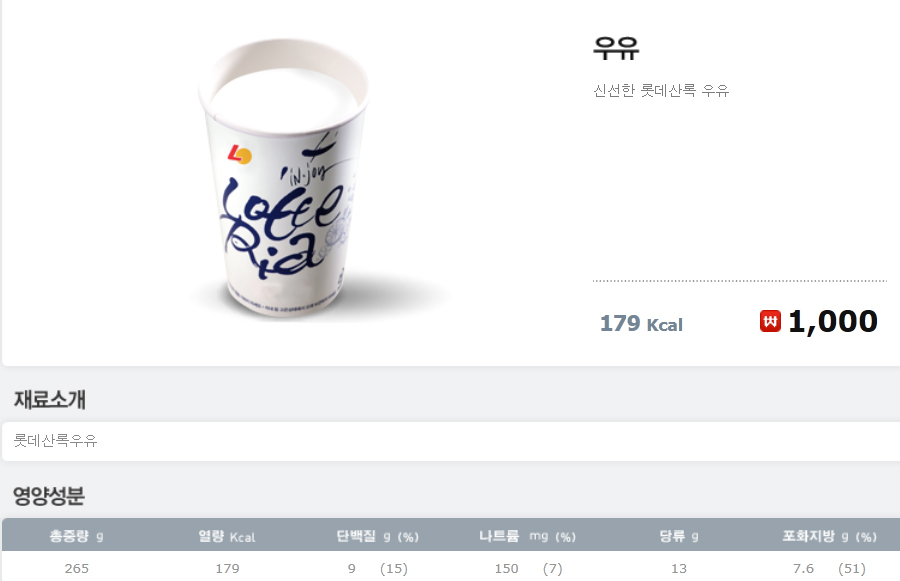 우유
신선한 롯데산록 우유
LO
IN·joy
Lotte
Ria
179 Kcal
₩ 1,000
재료소개
롯데산록우유
영양성분
총중량 g 열량 Kcal 단백질 g (%) 나트륨 mg (%) 당류 g 포화지방 g (%)
265 179 9 (15) 150 (7) 13 7.6 (51)